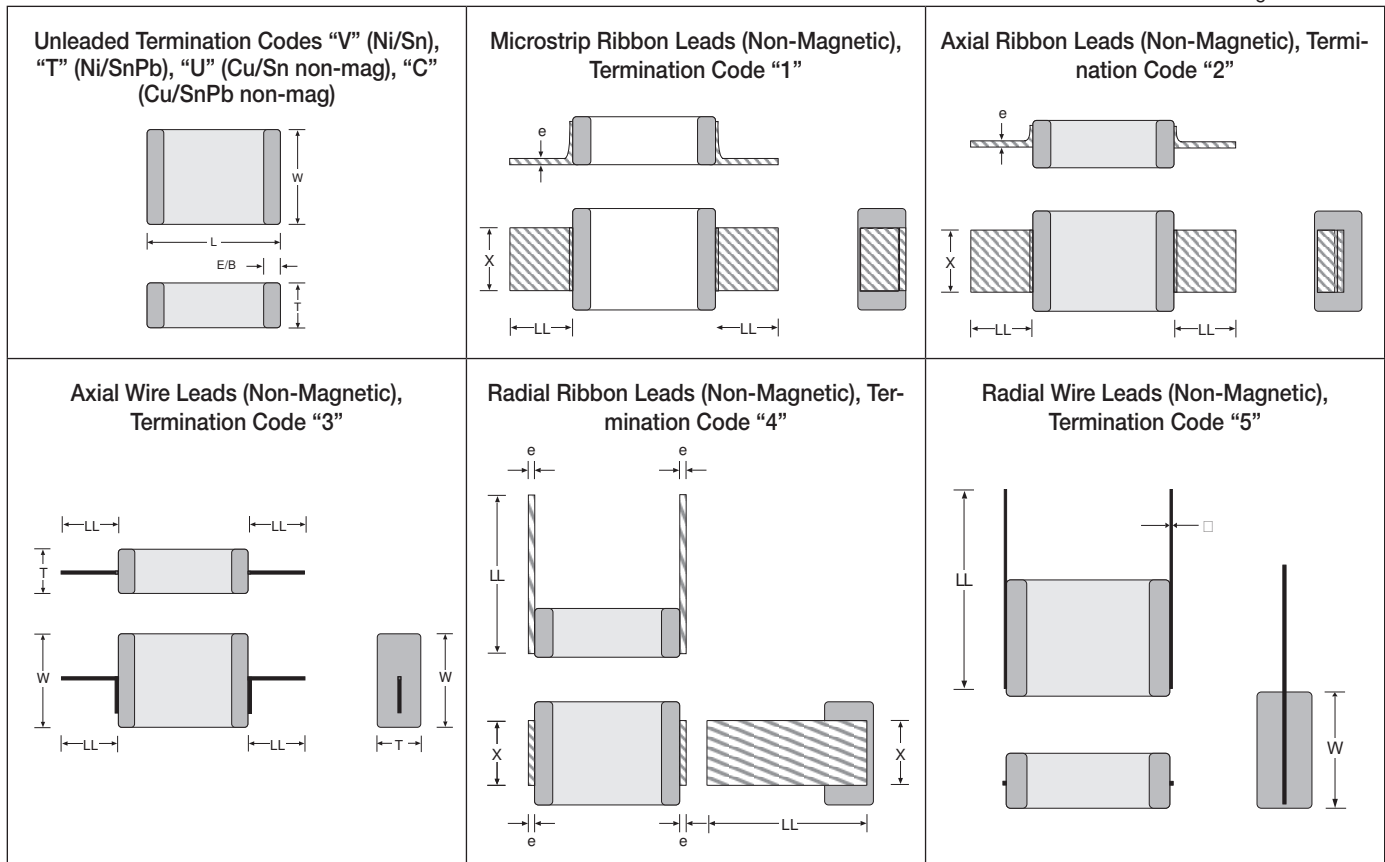 Unleaded Termination Codes “V” (Ni/Sn),
“T” (Ni/SnPb), “U” (Cu/Sn non-mag), “C”
(Cu/SnPb non-mag)
W
L
E/B
T
Microstrip Ribbon Leads (Non-Magnetic),
Termination Code “1”
e
X
LL
LL
Axial Ribbon Leads (Non-Magnetic), Termi-
nation Code “2”
e
X
LL
LL
Axial Wire Leads (Non-Magnetic),
Termination Code “3”
LL
LL
T
W
W
LL
LL
T
Radial Ribbon Leads (Non-Magnetic), Ter-
mination Code “4”
e
e
LL
X
X
LL
e
e
Radial Wire Leads (Non-Magnetic),
Termination Code “5”
LL
W